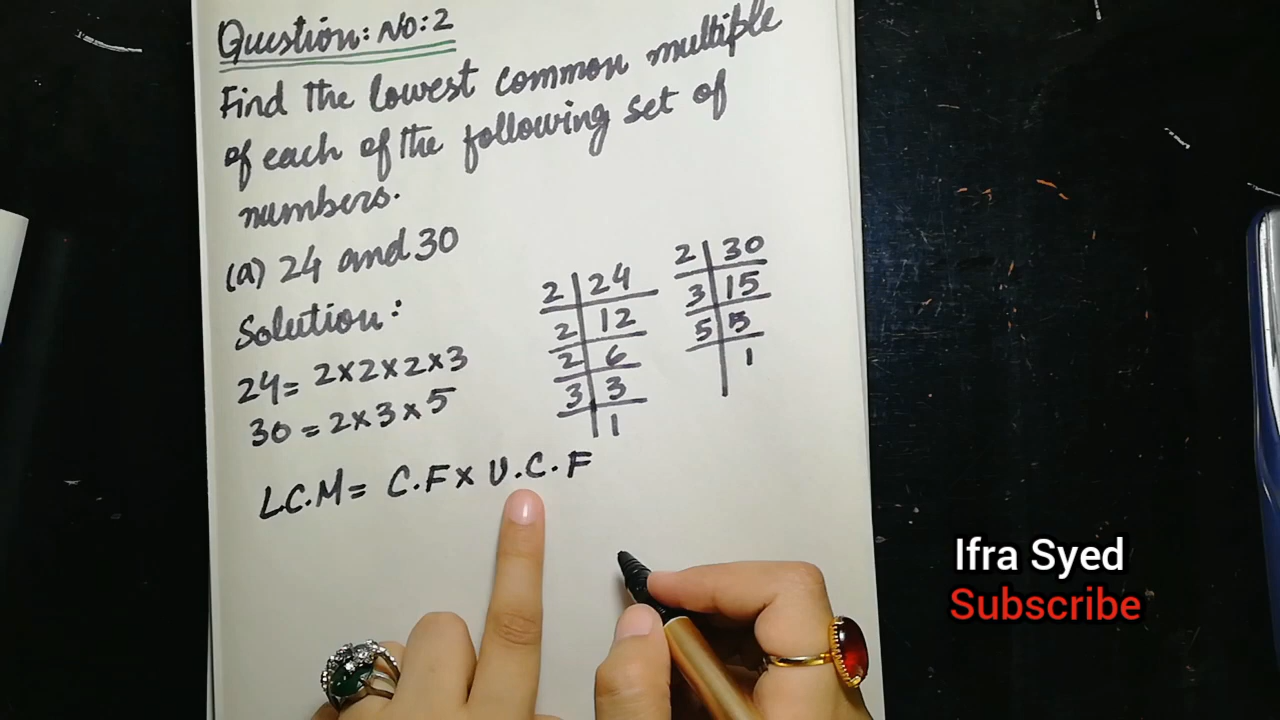 Question: No:2
Find the lowest common multiple
of each of the following set of
numbers.
(a) 24 and 30
Solution:
24= 2×2×2×3
30 = 2×3×5
2 | 24
2 | 12
2 | 6
3 | 3
| 1
2 | 30
3 | 15
5 | 5
| 1
L.C.M= C.F× U.C.F
Ifra Syed
Subscribe